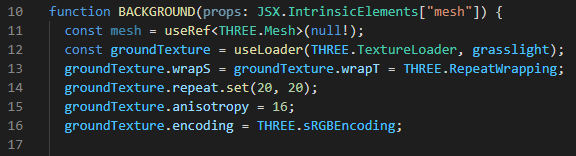 10 function BACKGROUND(props: JSX.IntrinsicElements["mesh"]) {
11 const mesh = useRef<THREE.Mesh>(null!);
12 const groundTexture = useLoader(THREE.TextureLoader, grasslight);
13 groundTexture.wrapS = groundTexture.wrapT = THREE.RepeatWrapping;
14 groundTexture.repeat.set(20, 20);
15 groundTexture.anisotropy = 16;
16 groundTexture.encoding = THREE.sRGBEncoding;
17